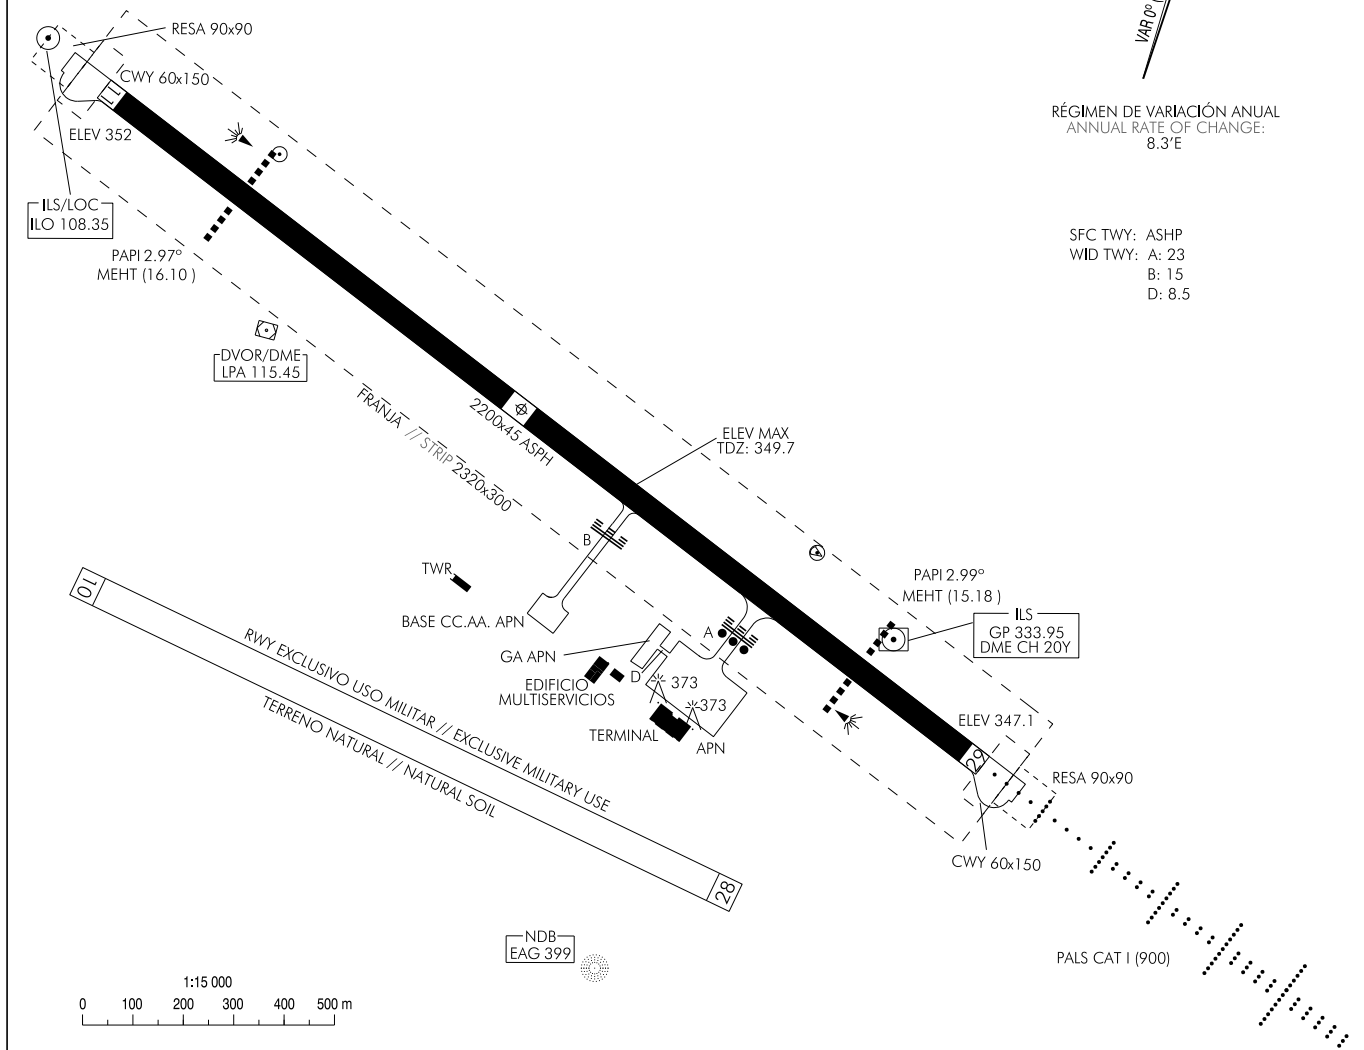 RESA 90x90
VAR 0º (
CWY 60x150
11
ELEV 352
RÉGIMEN DE VARIACIÓN ANUAL
ANNUAL RATE OF CHANGE:
8.3'E
ILS/LOC
ILO 108.35
PAPI 2.97º
MEHT (16.10 )
SFC TWY: ASHP
WID TWY: A: 23
B: 15
D: 8.5
DVOR/DME
LPA 115.45
FRANJA // STRIP 2320x300
2200x45 ASPH
ELEV MAX
TDZ: 349.7
B
TWR
BASE CC.AA. APN
PAPI 2.99º
MEHT (15.18 )
ILS
GP 333.95
DME CH 20Y
10
A
GA APN
EDIFICIO
MULTISERVICIOS
D
373
373
TERMINAL
APN
ELEV 347.1
29
RESA 90x90
RWY EXCLUSIVO USO MILITAR // EXCLUSIVE MILITARY USE
TERRENO NATURAL // NATURAL SOIL
28
CWY 60x150
NDB
EAG 399
PALS CAT I (900)
1:15 000
0 100 200 300 400 500 m